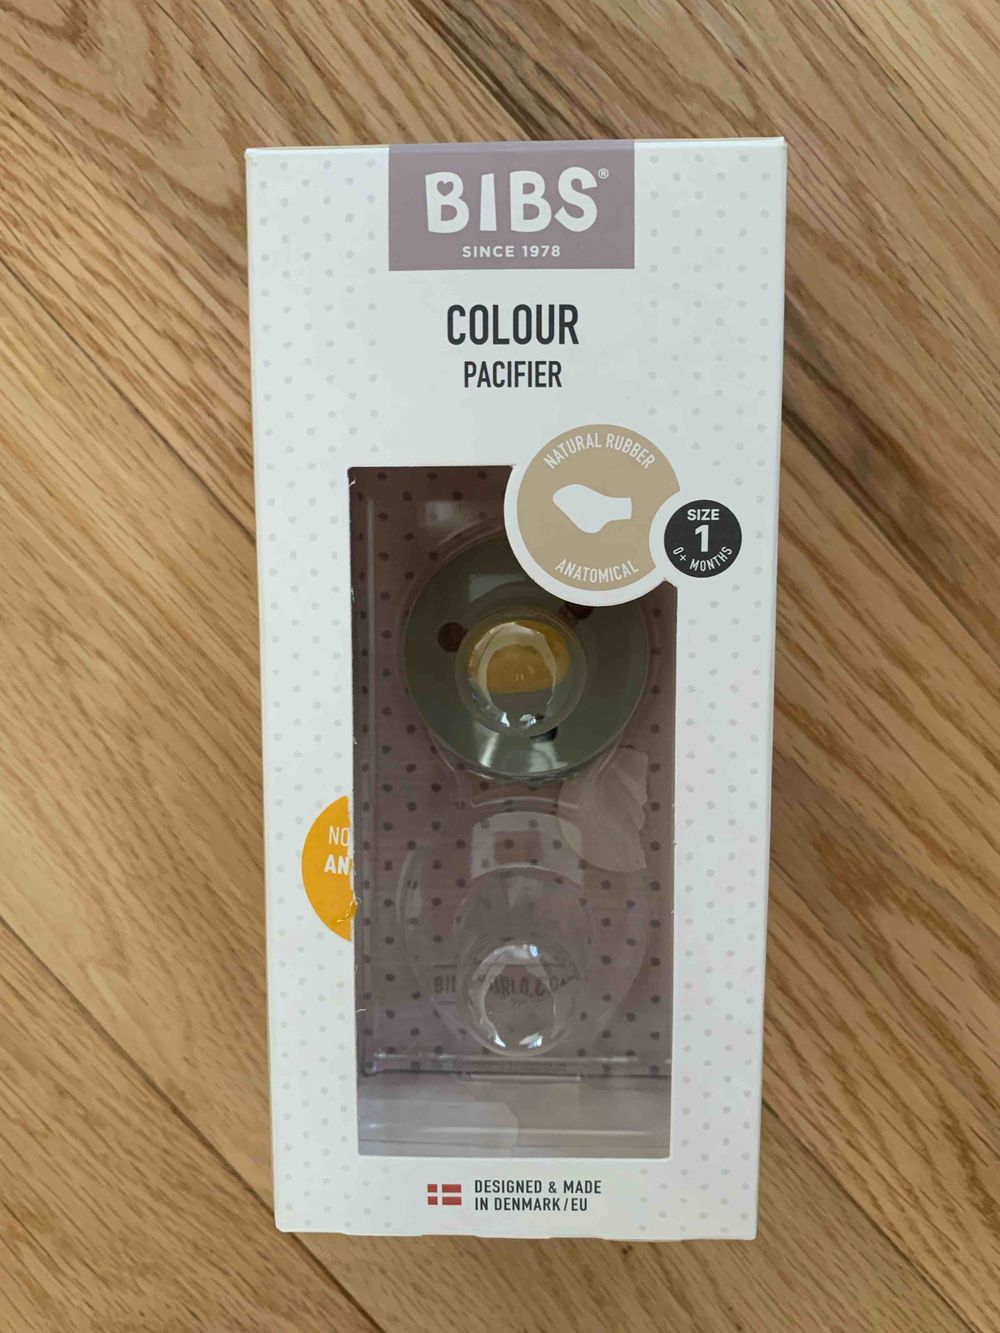 BIBS®
SINCE 1978
COLOUR
PACIFIER
NATURAL RUBBER
ANATOMICAL
SIZE
1
0+ MONTHS
NO
AN
DESIGNED & MADE
IN DENMARK/EU